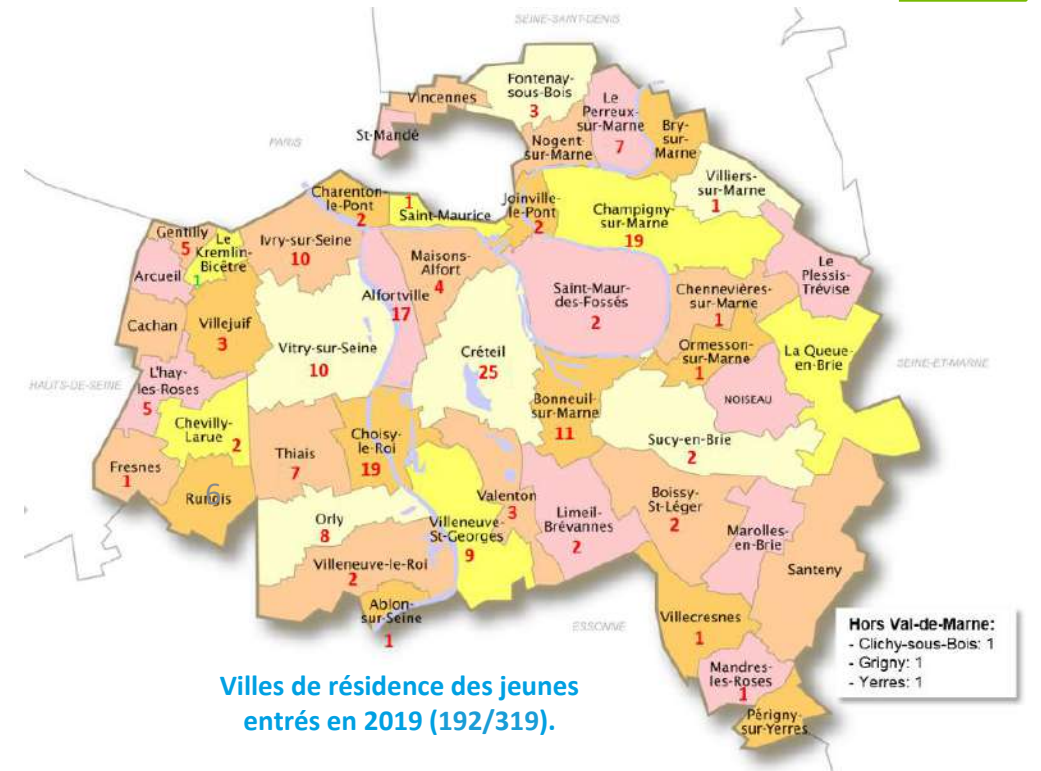 SEINE-SAINT-DENIS
Fontenay-
sous-Bois
3
Vincennes
Le
Perreux-
sur-Marne
7
St-Mandé
PARIS
Nogent-
sur-Marne
Bry-
sur-
Marne
Villiers-
sur-Marne
1
Charenton-
le-Pont
2
1
Saint-Maurice
Joinville-
le-Pont
2
Champigny-
sur-Marne
19
Gentilly
5
Le
Kremlin-
Bicêtre
1
Ivry-sur-Seine
10
Maisons-
Alfort
4
Le
Plessis-
Trévise
Arcueil
Alfortville
17
Saint-Maur-
des-Fossés
2
Chennevières-
sur-Marne
1
Cachan
Villejuif
3
Vitry-sur-Seine
10
Créteil
25
Ormesson-
sur-Marne
1
La Queue-
en-Brie
SEINE-ET-MARNE
HAUTS-DE-SEINE
L'hay-
les-Roses
5
Bonneuil-
sur-Marne
11
NOISEAU
Chevilly-
Larue
2
Thiais
7
Choisy-
le-Roi
19
Sucy-en-Brie
2
Fresnes
1
Rungis
6
Orly
8
Villeneuve-
St-Georges
9
Valenton
3
Limeil-
Brévannes
2
Boissy-
St-Léger
2
Marolles-
en-Brie
Santeny
Villeneuve-le-Roi
2
Ablon-
sur-Seine
1
ESSONNE
Villecresnes
1
Mandres-
les-Roses
1
Périgny-
sur-Yerres
Hors Val-de-Marne:
- Clichy-sous-Bois: 1
- Grigny: 1
- Yerres: 1
Villes de résidence des jeunes
entrés en 2019 (192/319).